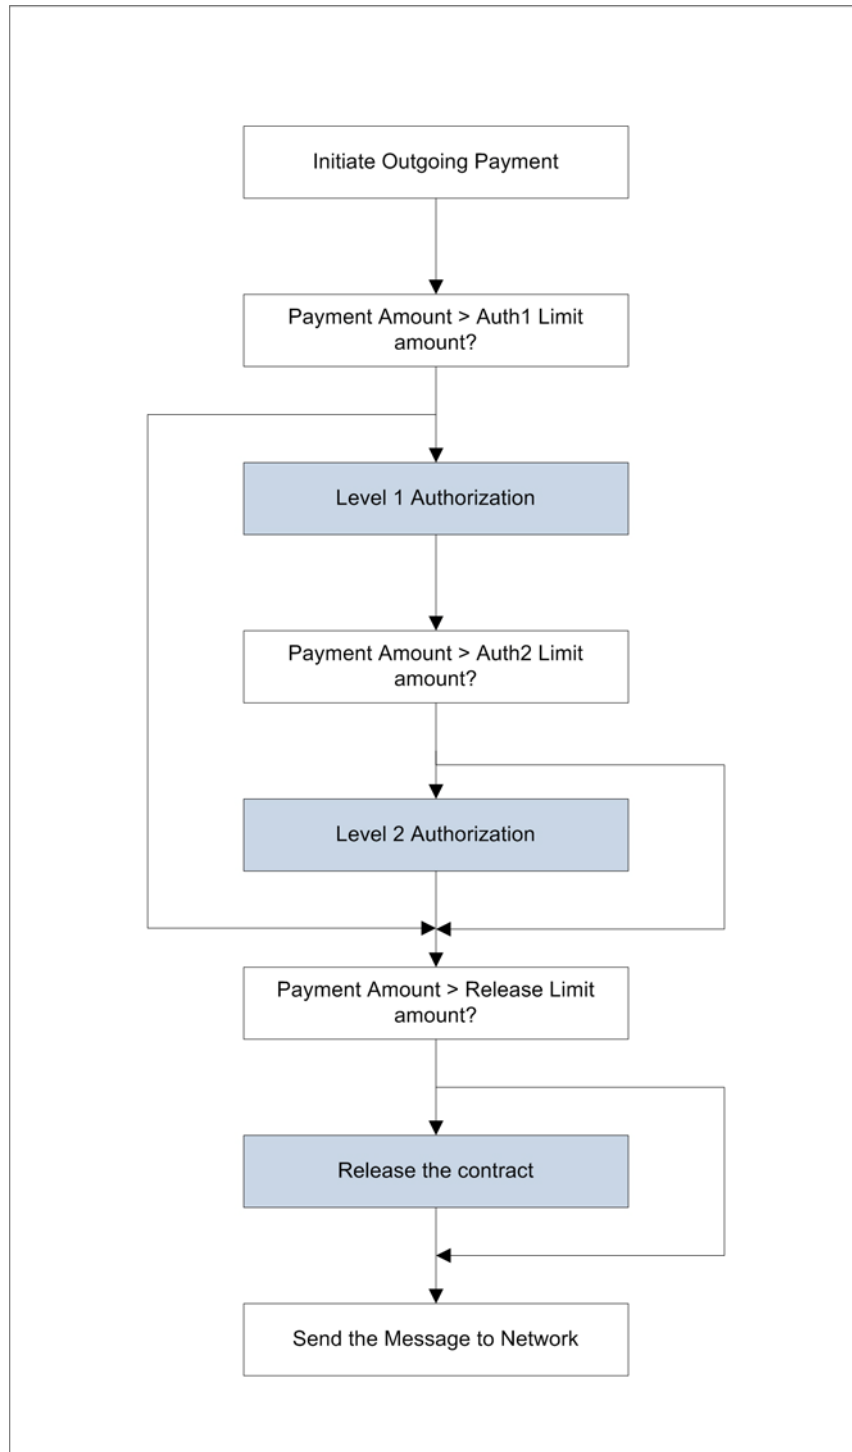 Initiate Outgoing Payment
Payment Amount > Auth1 Limit
amount?
Level 1 Authorization
Payment Amount > Auth2 Limit
amount?
Level 2 Authorization
Payment Amount > Release Limit
amount?
Release the contract
Send the Message to Network